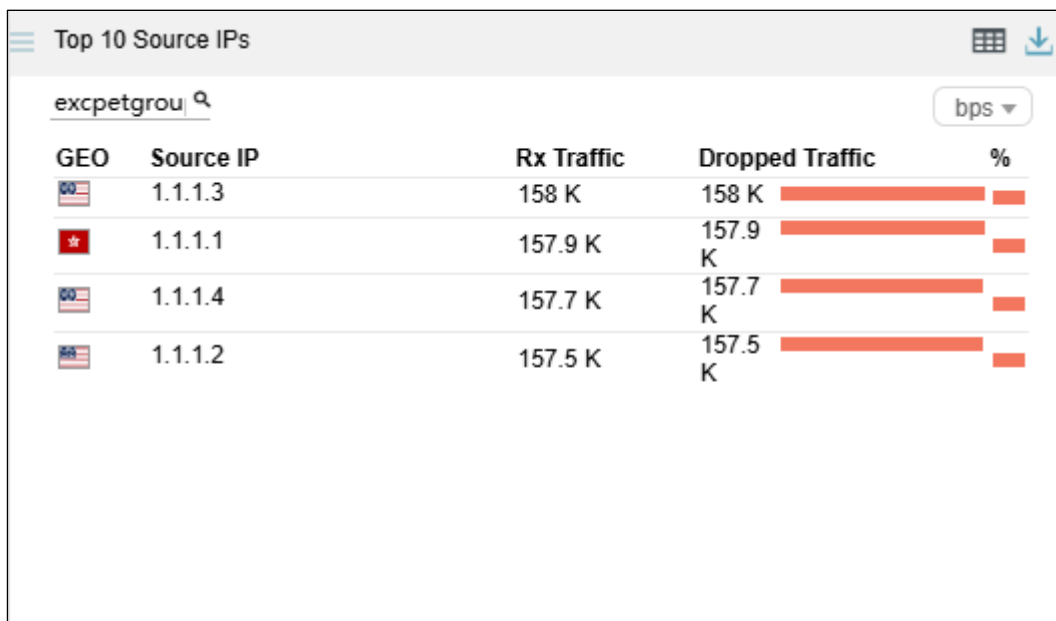 Top 10 Source IPs
excpetgrou
bps
GEO Source IP Rx Traffic Dropped Traffic %
1.1.1.3 158 K 158 K
1.1.1.1 157.9 K 157.9
K
1.1.1.4 157.7 K 157.7
K
1.1.1.2 157.5 K 157.5
K